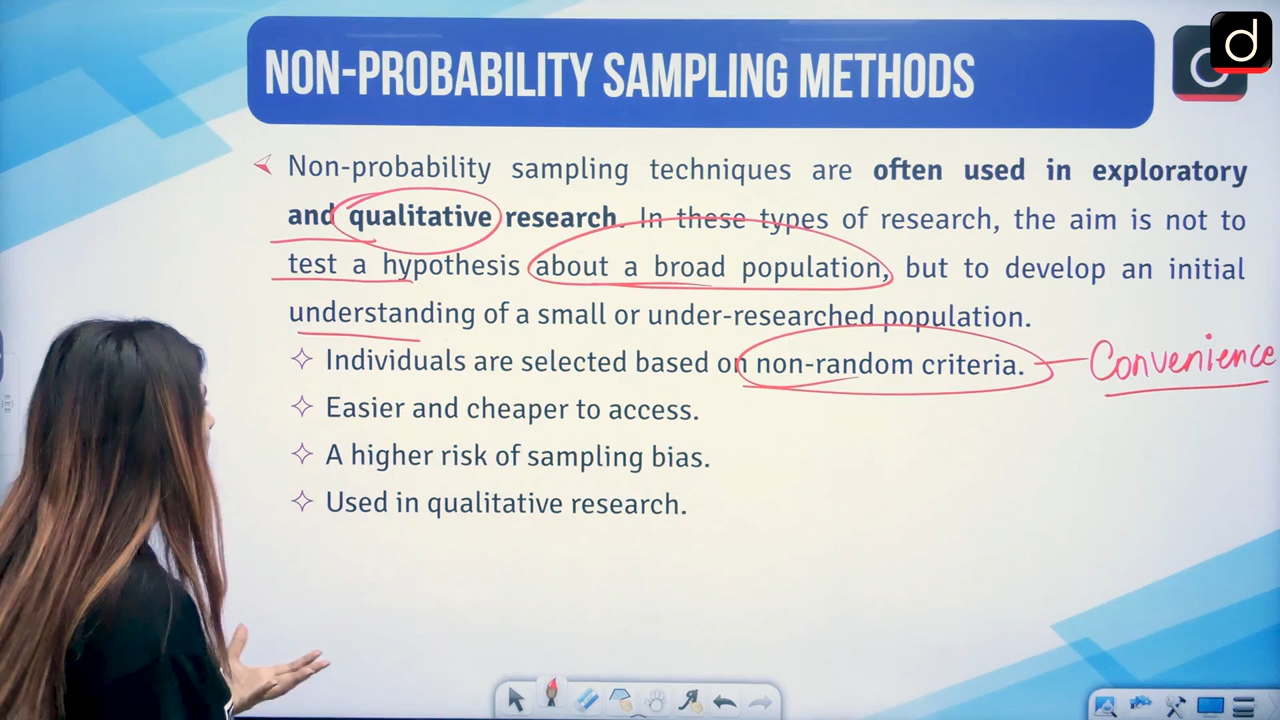 NON-PROBABILITY SAMPLING METHODS
d
Non-probability sampling techniques are often used in exploratory
and qualitative research. In these types of research, the aim is not to
test a hypothesis about a broad population, but to develop an initial
understanding of a small or under-researched population.
Individuals are selected based on non-random criteria. Convenience
Easier and cheaper to access.
A higher risk of sampling bias.
Used in qualitative research.